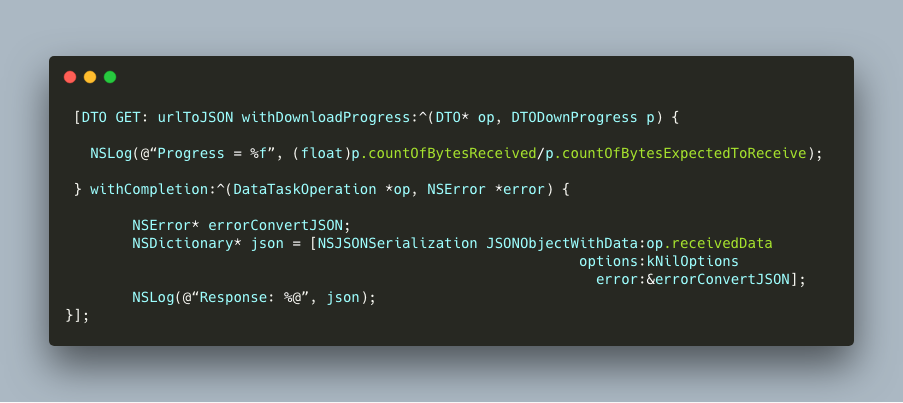 [DTO GET: urlToJSON withDownloadProgress:^(DTO* op, DTODownProgress p) {
NSLog(@“Progress = %f”, (float)p.countOfBytesReceived/p.countOfBytesExpectedToReceive);
} withCompletion:^(DataTaskOperation *op, NSError *error) {
NSError* errorConvertJSON;
NSDictionary* json = [NSJSONSerialization JSONObjectWithData:op.receivedData
options:kNilOptions
error:&errorConvertJSON];
NSLog(@“Response: %@”, json);
}];